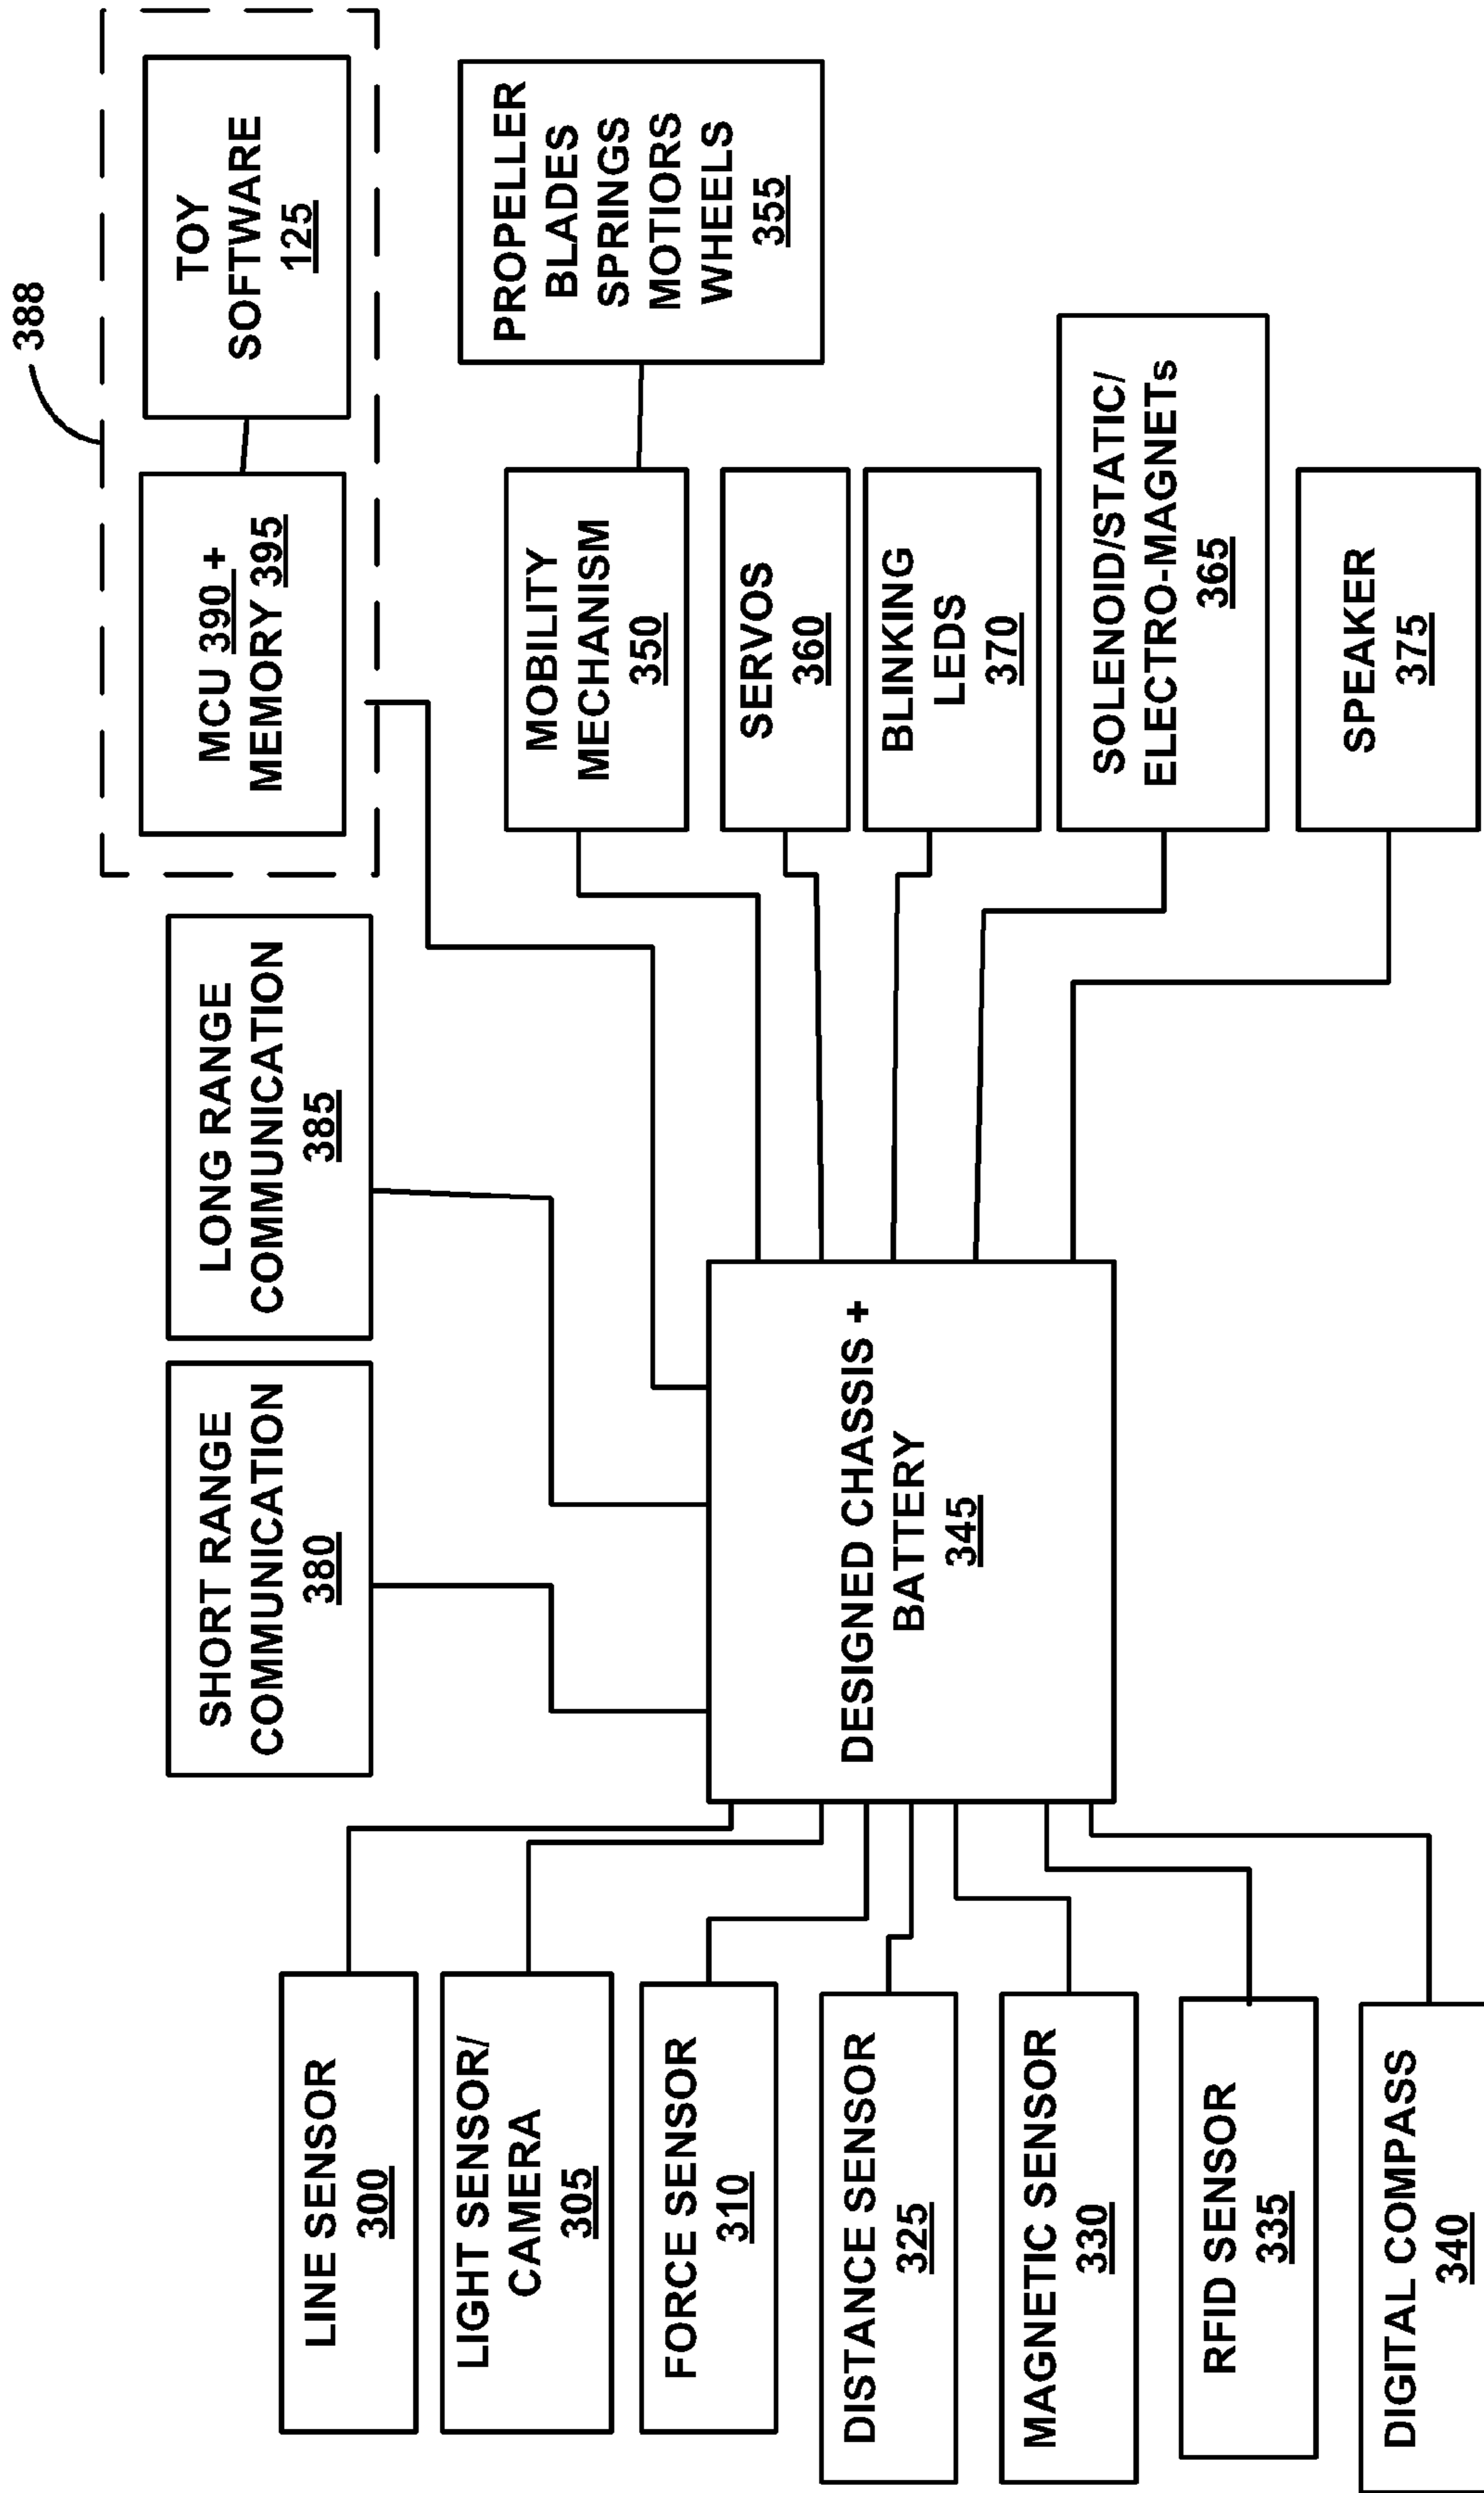 388
TOY
SOFTWARE
125
MCU 390 +
MEMORY 395
LONG RANGE
COMMUNICATION
385
SHORT RANGE
COMMUNICATION
380
PROPELLER
BLADES
SPRINGS
MOTIORS
WHEELS
355
MOBILITY
MECHANISM
350
SERVOS
360
BLINKING
LEDS
370
SOLENOID/STATIC/
ELECTRO-MAGNETs
365
SPEAKER
375
DESIGNED CHASSIS +
BATTERY
345
LINE SENSOR
300
LIGHT SENSOR/
CAMERA
305
FORCE SENSOR
310
DISTANCE SENSOR
325
MAGNETIC SENSOR
330
RFID SENSOR
335
DIGITAL COMPASS
340